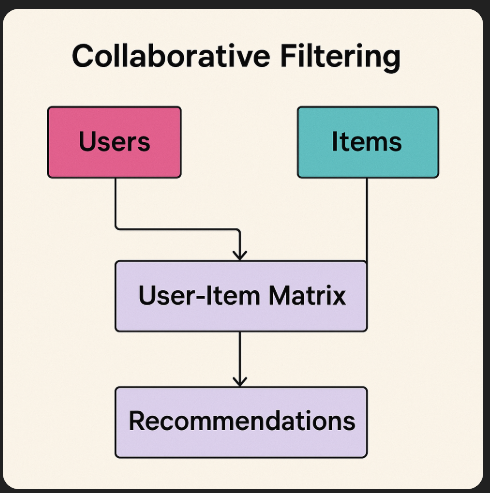 Collaborative Filtering
Users
Items
User-Item Matrix
Recommendations